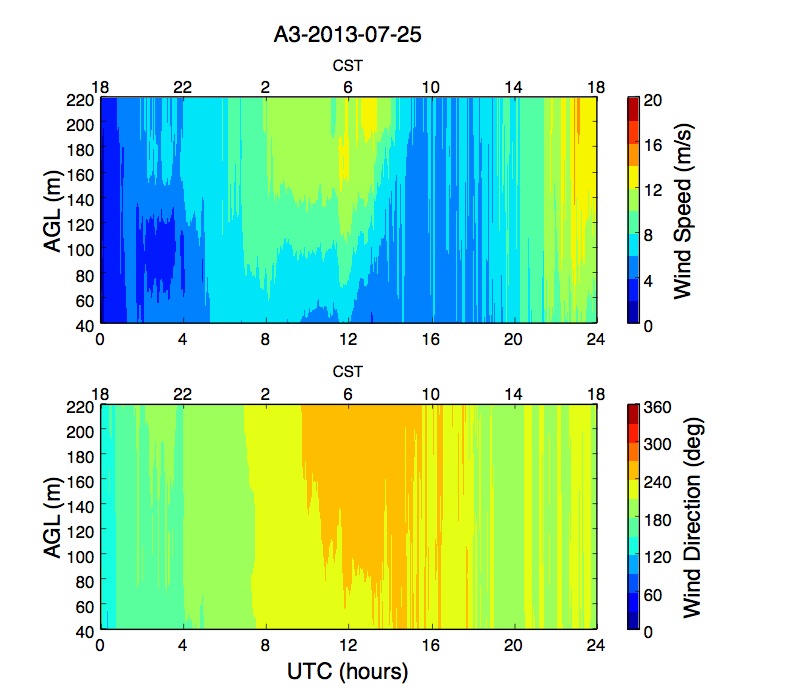 A3-2013-07-25
CST
18 22 2 6 10 14 18
220
200
180
160
140
120
100
80
60
40
AGL (m)
0 4 8 12 16 20 24
20
16
12
8
4
0
Wind Speed (m/s)
CST
18 22 2 6 10 14 18
220
200
180
160
140
120
100
80
60
40
AGL (m)
0 4 8 12 16 20 24
UTC (hours)
360
300
240
180
120
60
0
Wind Direction (deg)